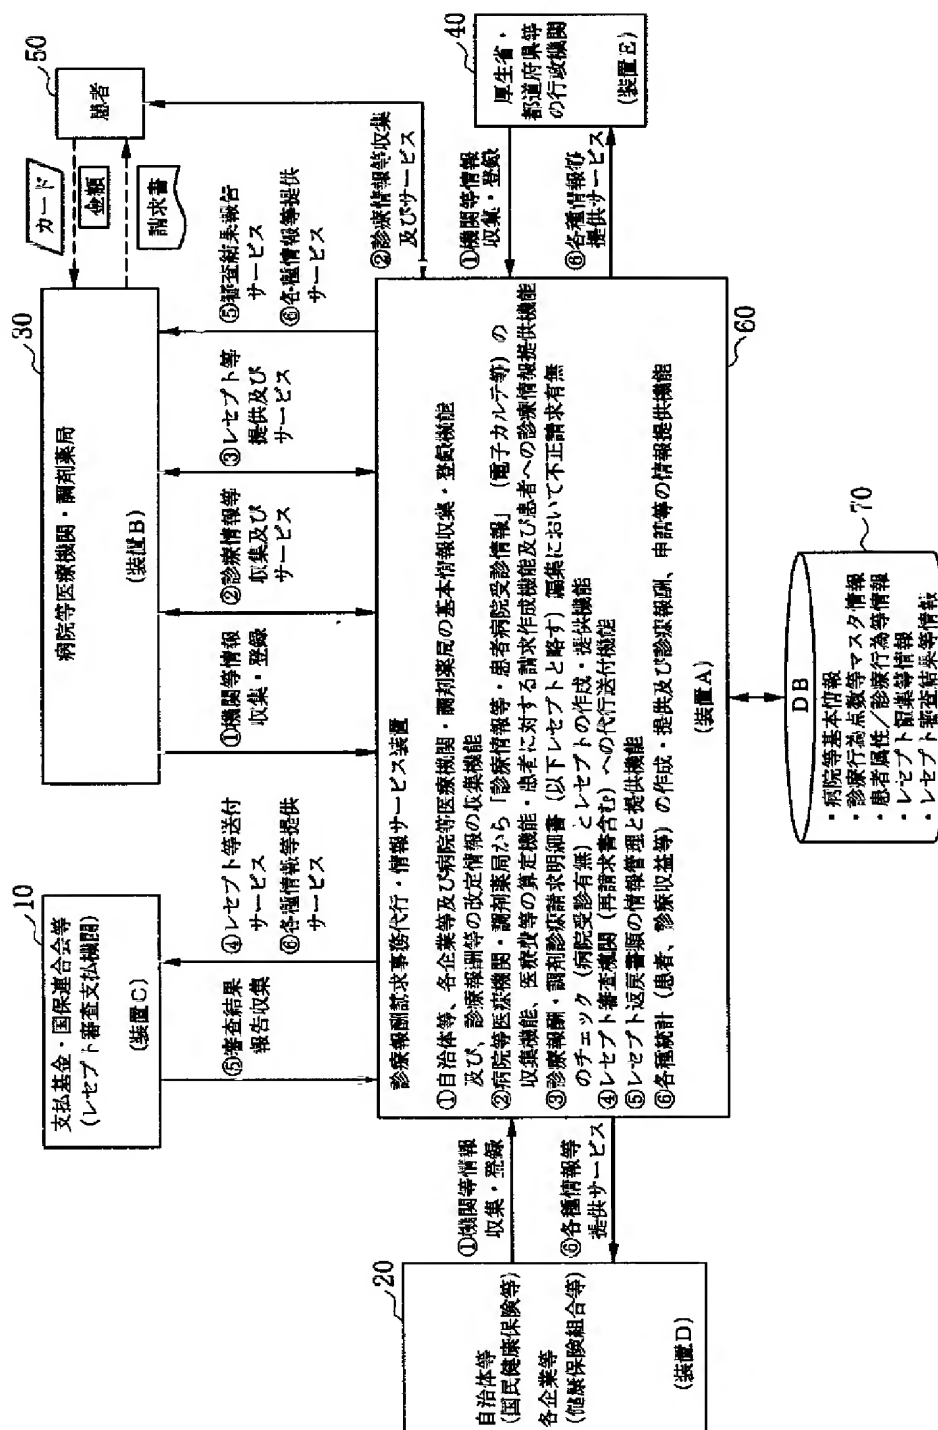 10
支払基金・国保連合会等
(レセプト審査支払機関)
(装置C)
30
病院等医療機関・調剤薬局
(装置B)
カード
金額
請求書
50
患者
⑤審査結果
報告収集
④レセプト等送付
サービス
⑥各種情報等提供
サービス
①機関等情報
収集・登録
②診療情報等
収集及び
サービス
③レセプト等
提供及び
サービス
⑤審査結果報告
サービス
⑥各種情報等提供
サービス
②診療情報等収集
及びサービス
20
自治体等
(国民健康保険等)
各企業等
(健康保険組合等)
(装置D)
①機関等情報
収集・登録
⑥各種情報等
提供サービス
診療報酬請求事務代行・情報サービス装置
①自治体等、各企業等及び病院等医療機関・調剤薬局の基本情報収集・登録機能
及び、診療報酬等の改定情報の収集機能
②病院等医療機関・調剤薬局から「診療情報等・患者病院受診情報」(電子カルテ等)の
収集機能、医療費等の算定機能・患者に対する請求作成機能及び患者への診療情報提供機能
③診療報酬・調剤診療請求明細書(以下レセプトと略す)編集において不正請求有無
のチェック(病院受診有無)とレセプトの作成・提供機能
④レセプト審査機関(再請求書含む)への代行送付機能
⑤レセプト返戻書類の情報管理と提供機能
⑥各種統計(患者、診療収益等)の作成・提供及び診療報酬、申請等の情報提供機能
(装置A)
60
①機関等情報
収集・登録
⑥各種情報等
提供サービス
40
厚生省・
都道府県等
の行政機関
(装置E)
70
DB
・病院等基本情報
・診療行為点数等マスタ情報
・患者属性/診療行為等情報
・レセプト編集等情報
・レセプト審査結果等情報